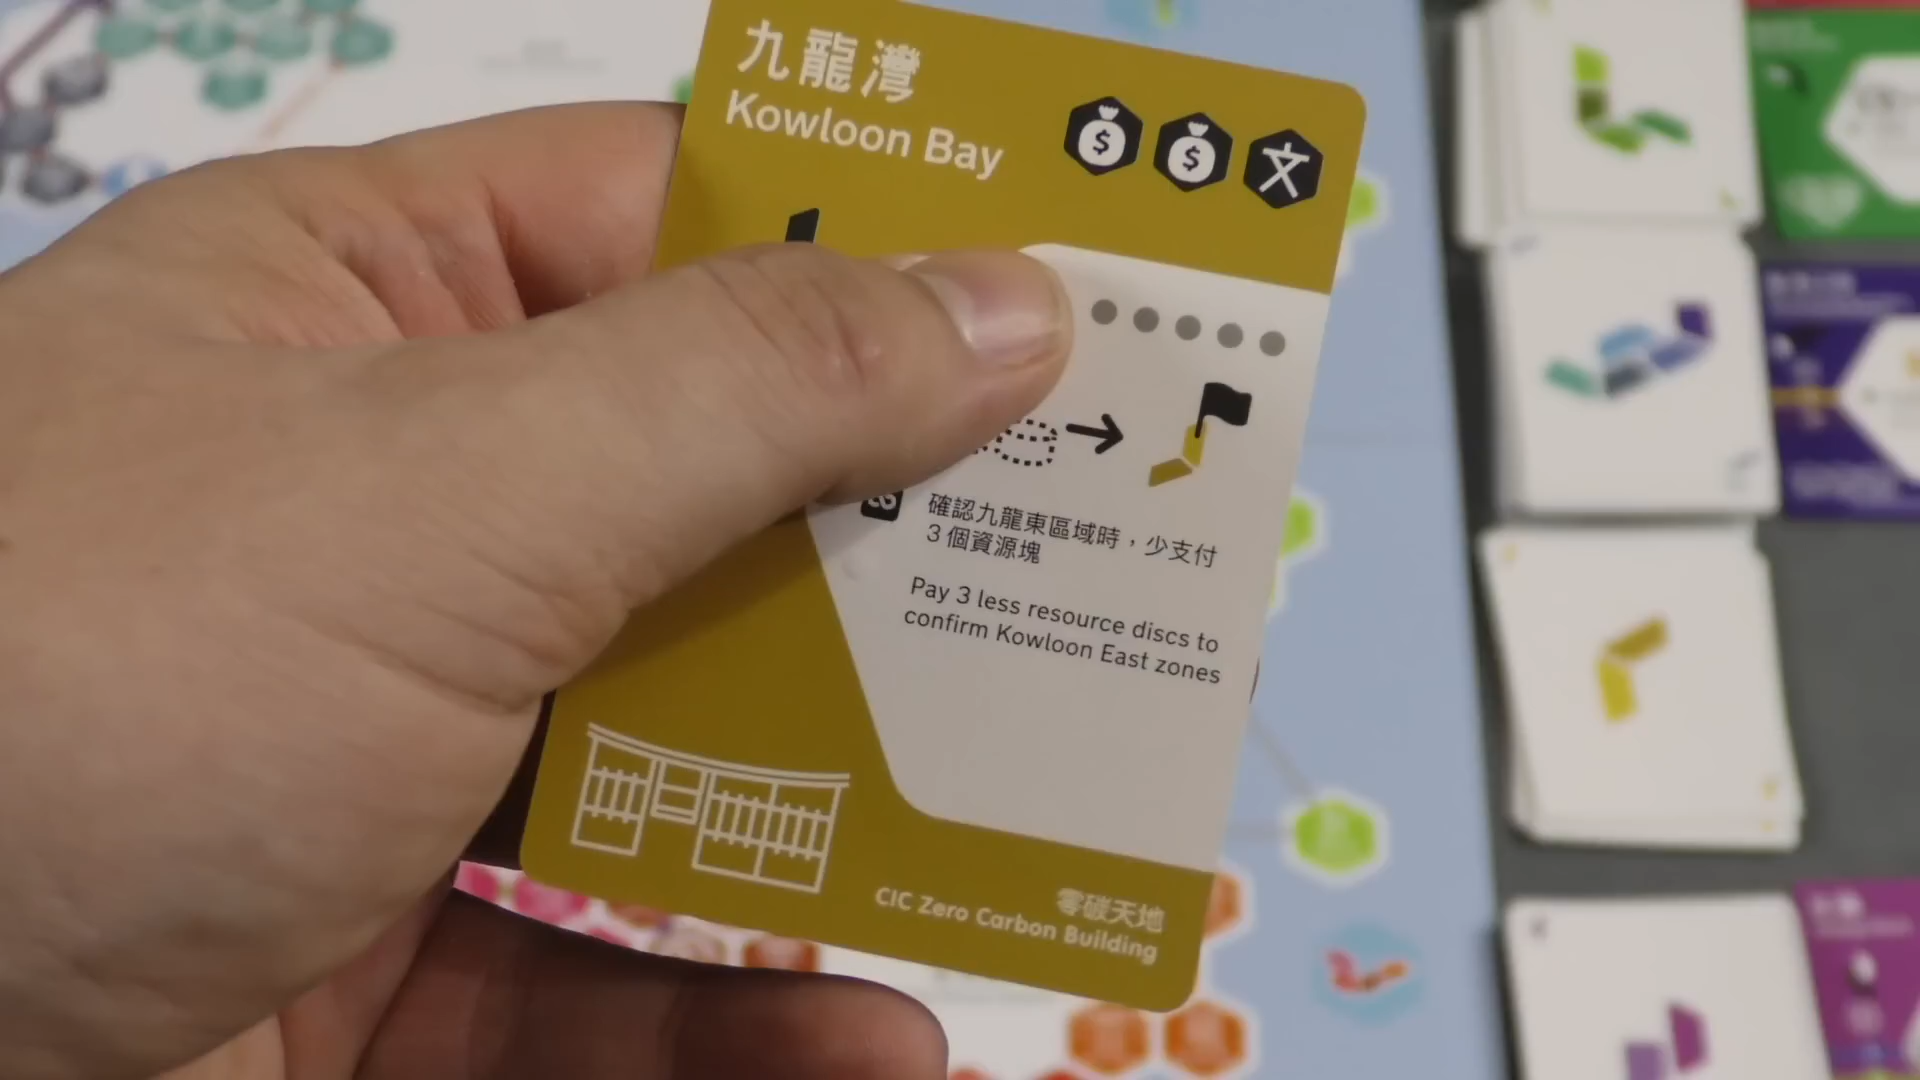 九龍灣
Kowloon Bay
$ $ 文
確認九龍東區域時，少支付
3 個資源塊
Pay 3 less resource discs to
confirm Kowloon East zones
零碳天地
CIC Zero Carbon Building